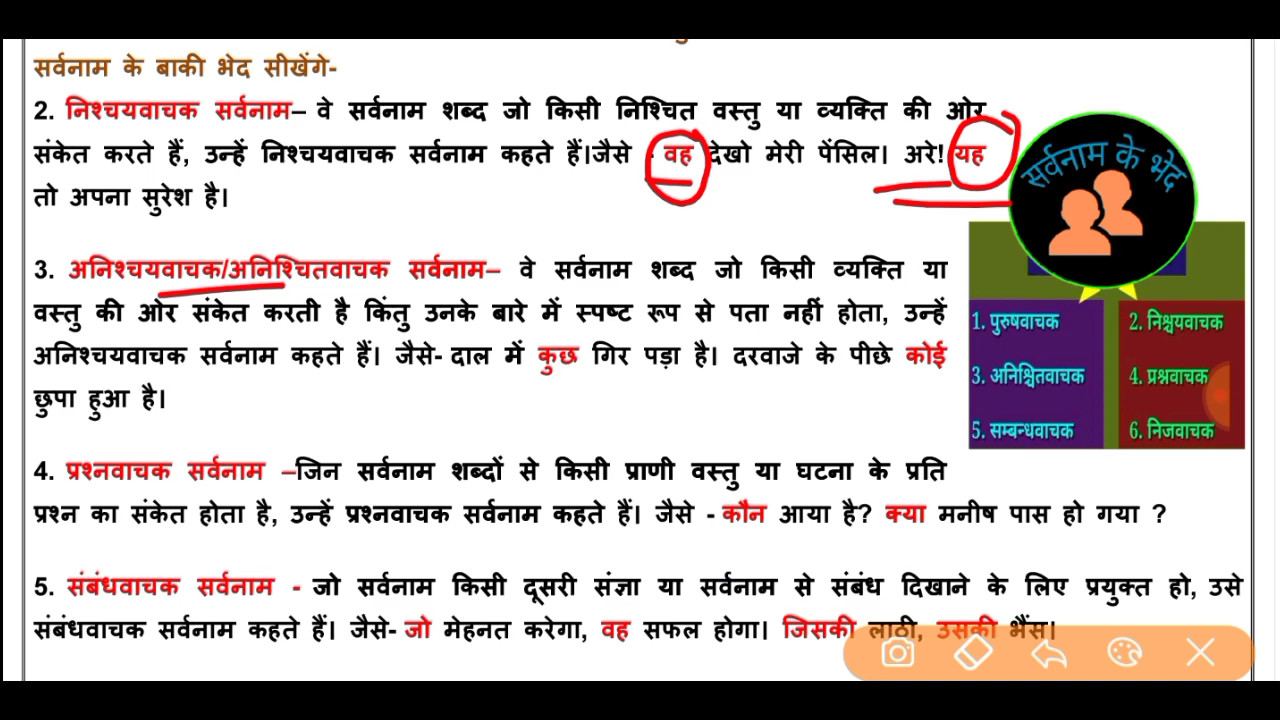 सर्वनाम के बाकी भेद सीखेंगे-
2. निश्चयवाचक सर्वनाम– वे सर्वनाम शब्द जो किसी निश्चित वस्तु या व्यक्ति की ओर
संकेत करते हैं, उन्हें निश्चयवाचक सर्वनाम कहते हैं।जैसे - वह देखो मेरी पेंसिल। अरे! यह
तो अपना सुरेश है।
3. अनिश्चयवाचक/अनिश्चितवाचक सर्वनाम– वे सर्वनाम शब्द जो किसी व्यक्ति या
वस्तु की ओर संकेत करती है किंतु उनके बारे में स्पष्ट रूप से पता नहीं होता, उन्हें
अनिश्चयवाचक सर्वनाम कहते हैं। जैसे- दाल में कुछ गिर पड़ा है। दरवाजे के पीछे कोई
छुपा हुआ है।
4. प्रश्नवाचक सर्वनाम –जिन सर्वनाम शब्दों से किसी प्राणी वस्तु या घटना के प्रति
प्रश्न का संकेत होता है, उन्हें प्रश्नवाचक सर्वनाम कहते हैं। जैसे - कौन आया है? क्या मनीष पास हो गया ?
5. संबंधवाचक सर्वनाम - जो सर्वनाम किसी दूसरी संज्ञा या सर्वनाम से संबंध दिखाने के लिए प्रयुक्त हो, उसे
संबंधवाचक सर्वनाम कहते हैं। जैसे- जो मेहनत करेगा, वह सफल होगा। जिसकी लाठी, उसकी भैंस।
सर्वनाम के भेद
1. पुरुषवाचक
2. निश्चयवाचक
3. अनिश्चितवाचक
4. प्रश्नवाचक
5. सम्बन्धवाचक
6. निजवाचक